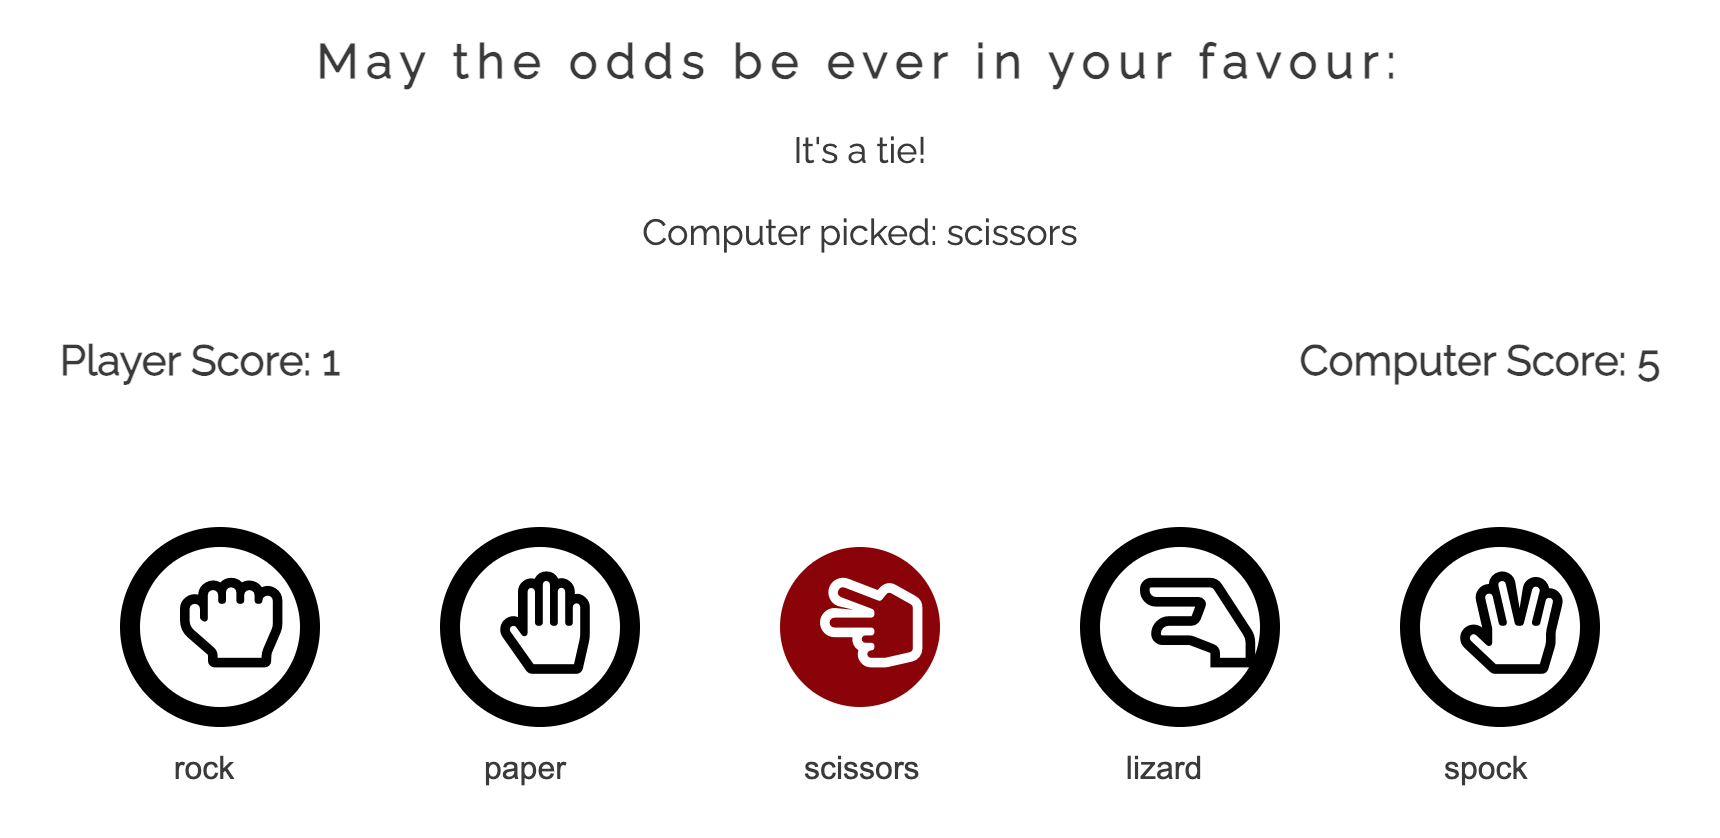 May the odds be ever in your favour:
It's a tie!
Computer picked: scissors
Player Score: 1
Computer Score: 5
rock
paper
scissors
lizard
spock